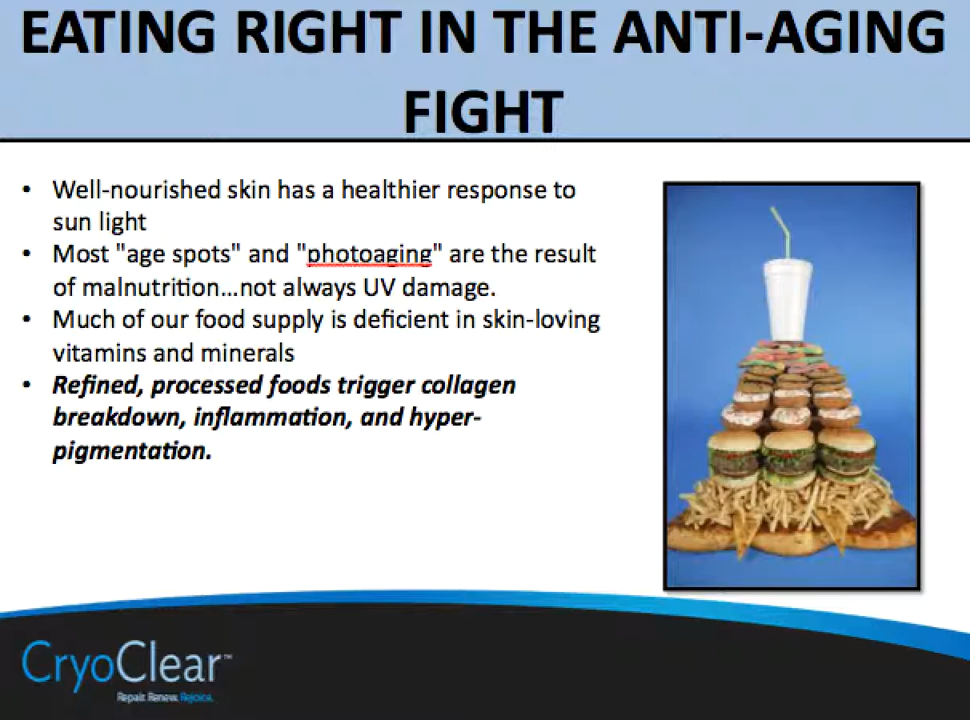 EATING RIGHT IN THE ANTI-AGING
FIGHT
• Well-nourished skin has a healthier response to
sun light
• Most "age spots" and "photoaging" are the result
of malnutrition...not always UV damage.
• Much of our food supply is deficient in skin-loving
vitamins and minerals
• Refined, processed foods trigger collagen
breakdown, inflammation, and hyper-
pigmentation.
CryoClear™
Repair. Renew. Rejoice.